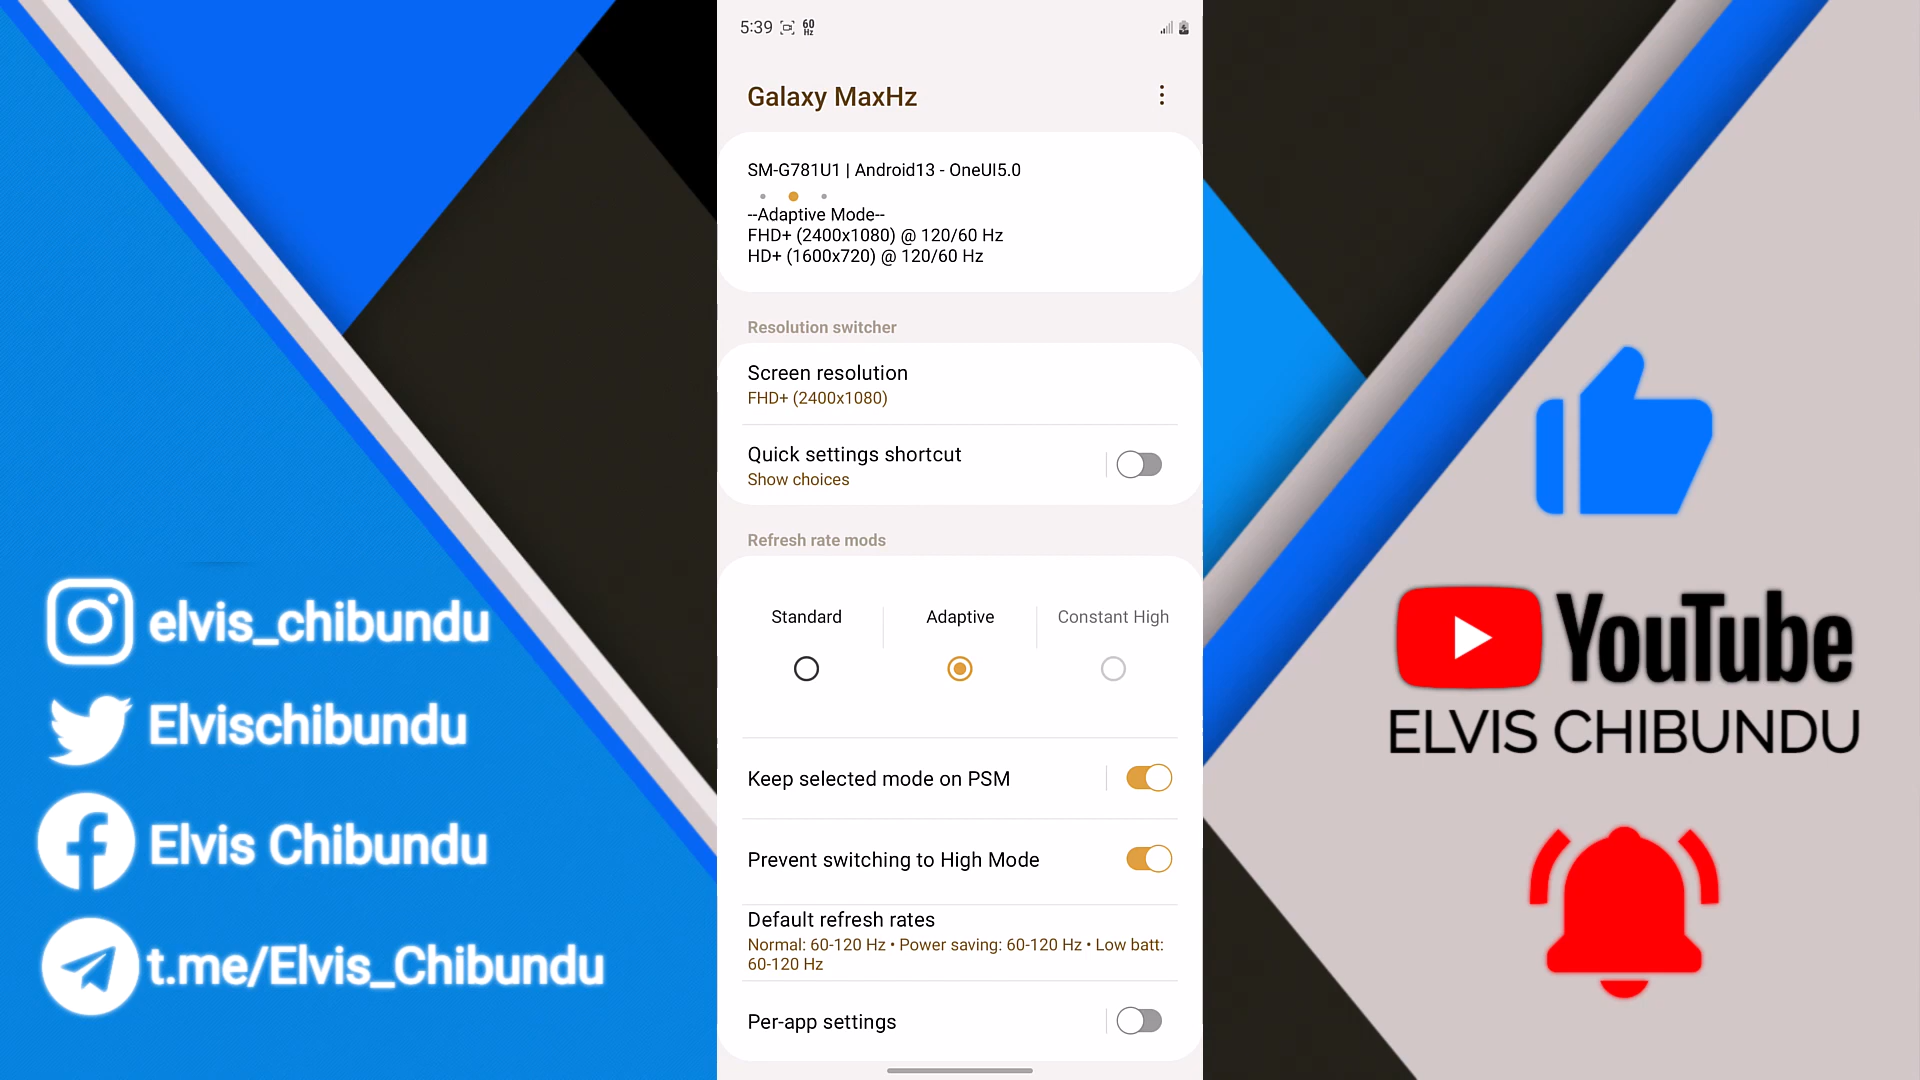 5:39 60 Hz
Galaxy MaxHz
SM-G781U1 | Android13 - OneUI5.0
--Adaptive Mode--
FHD+ (2400x1080) @ 120/60 Hz
HD+ (1600x720) @ 120/60 Hz
Resolution switcher
Screen resolution
FHD+ (2400x1080)
Quick settings shortcut
Show choices
Refresh rate mods
Standard Adaptive Constant High
Keep selected mode on PSM
Prevent switching to High Mode
Default refresh rates
Normal: 60-120 Hz • Power saving: 60-120 Hz • Low batt:
60-120 Hz
Per-app settings
elvis_chibundu
Elvischibundu
Elvis Chibundu
t.me/Elvis_Chibundu
YouTube
ELVIS CHIBUNDU